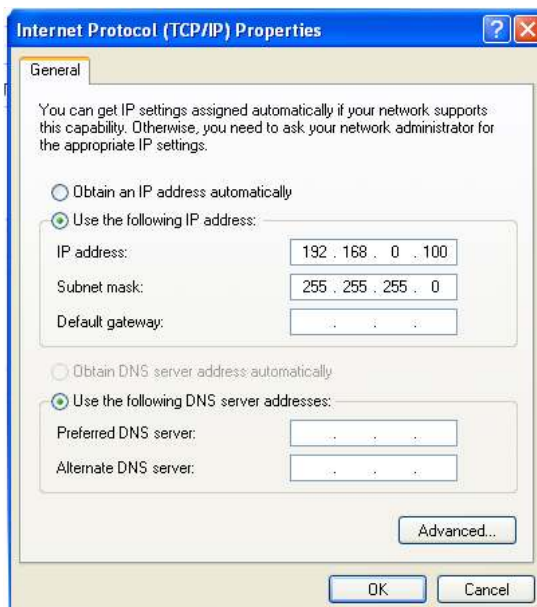 Internet Protocol (TCP/IP) Properties
General
You can get IP settings assigned automatically if your network supports
this capability. Otherwise, you need to ask your network administrator for
the appropriate IP settings.
Obtain an IP address automatically
Use the following IP address:
IP address: 192 . 168 . 0 . 100
Subnet mask: 255 . 255 . 255 . 0
Default gateway: . . .
Obtain DNS server address automatically
Use the following DNS server addresses:
Preferred DNS server: . . .
Alternate DNS server: . . .
Advanced...
OK Cancel